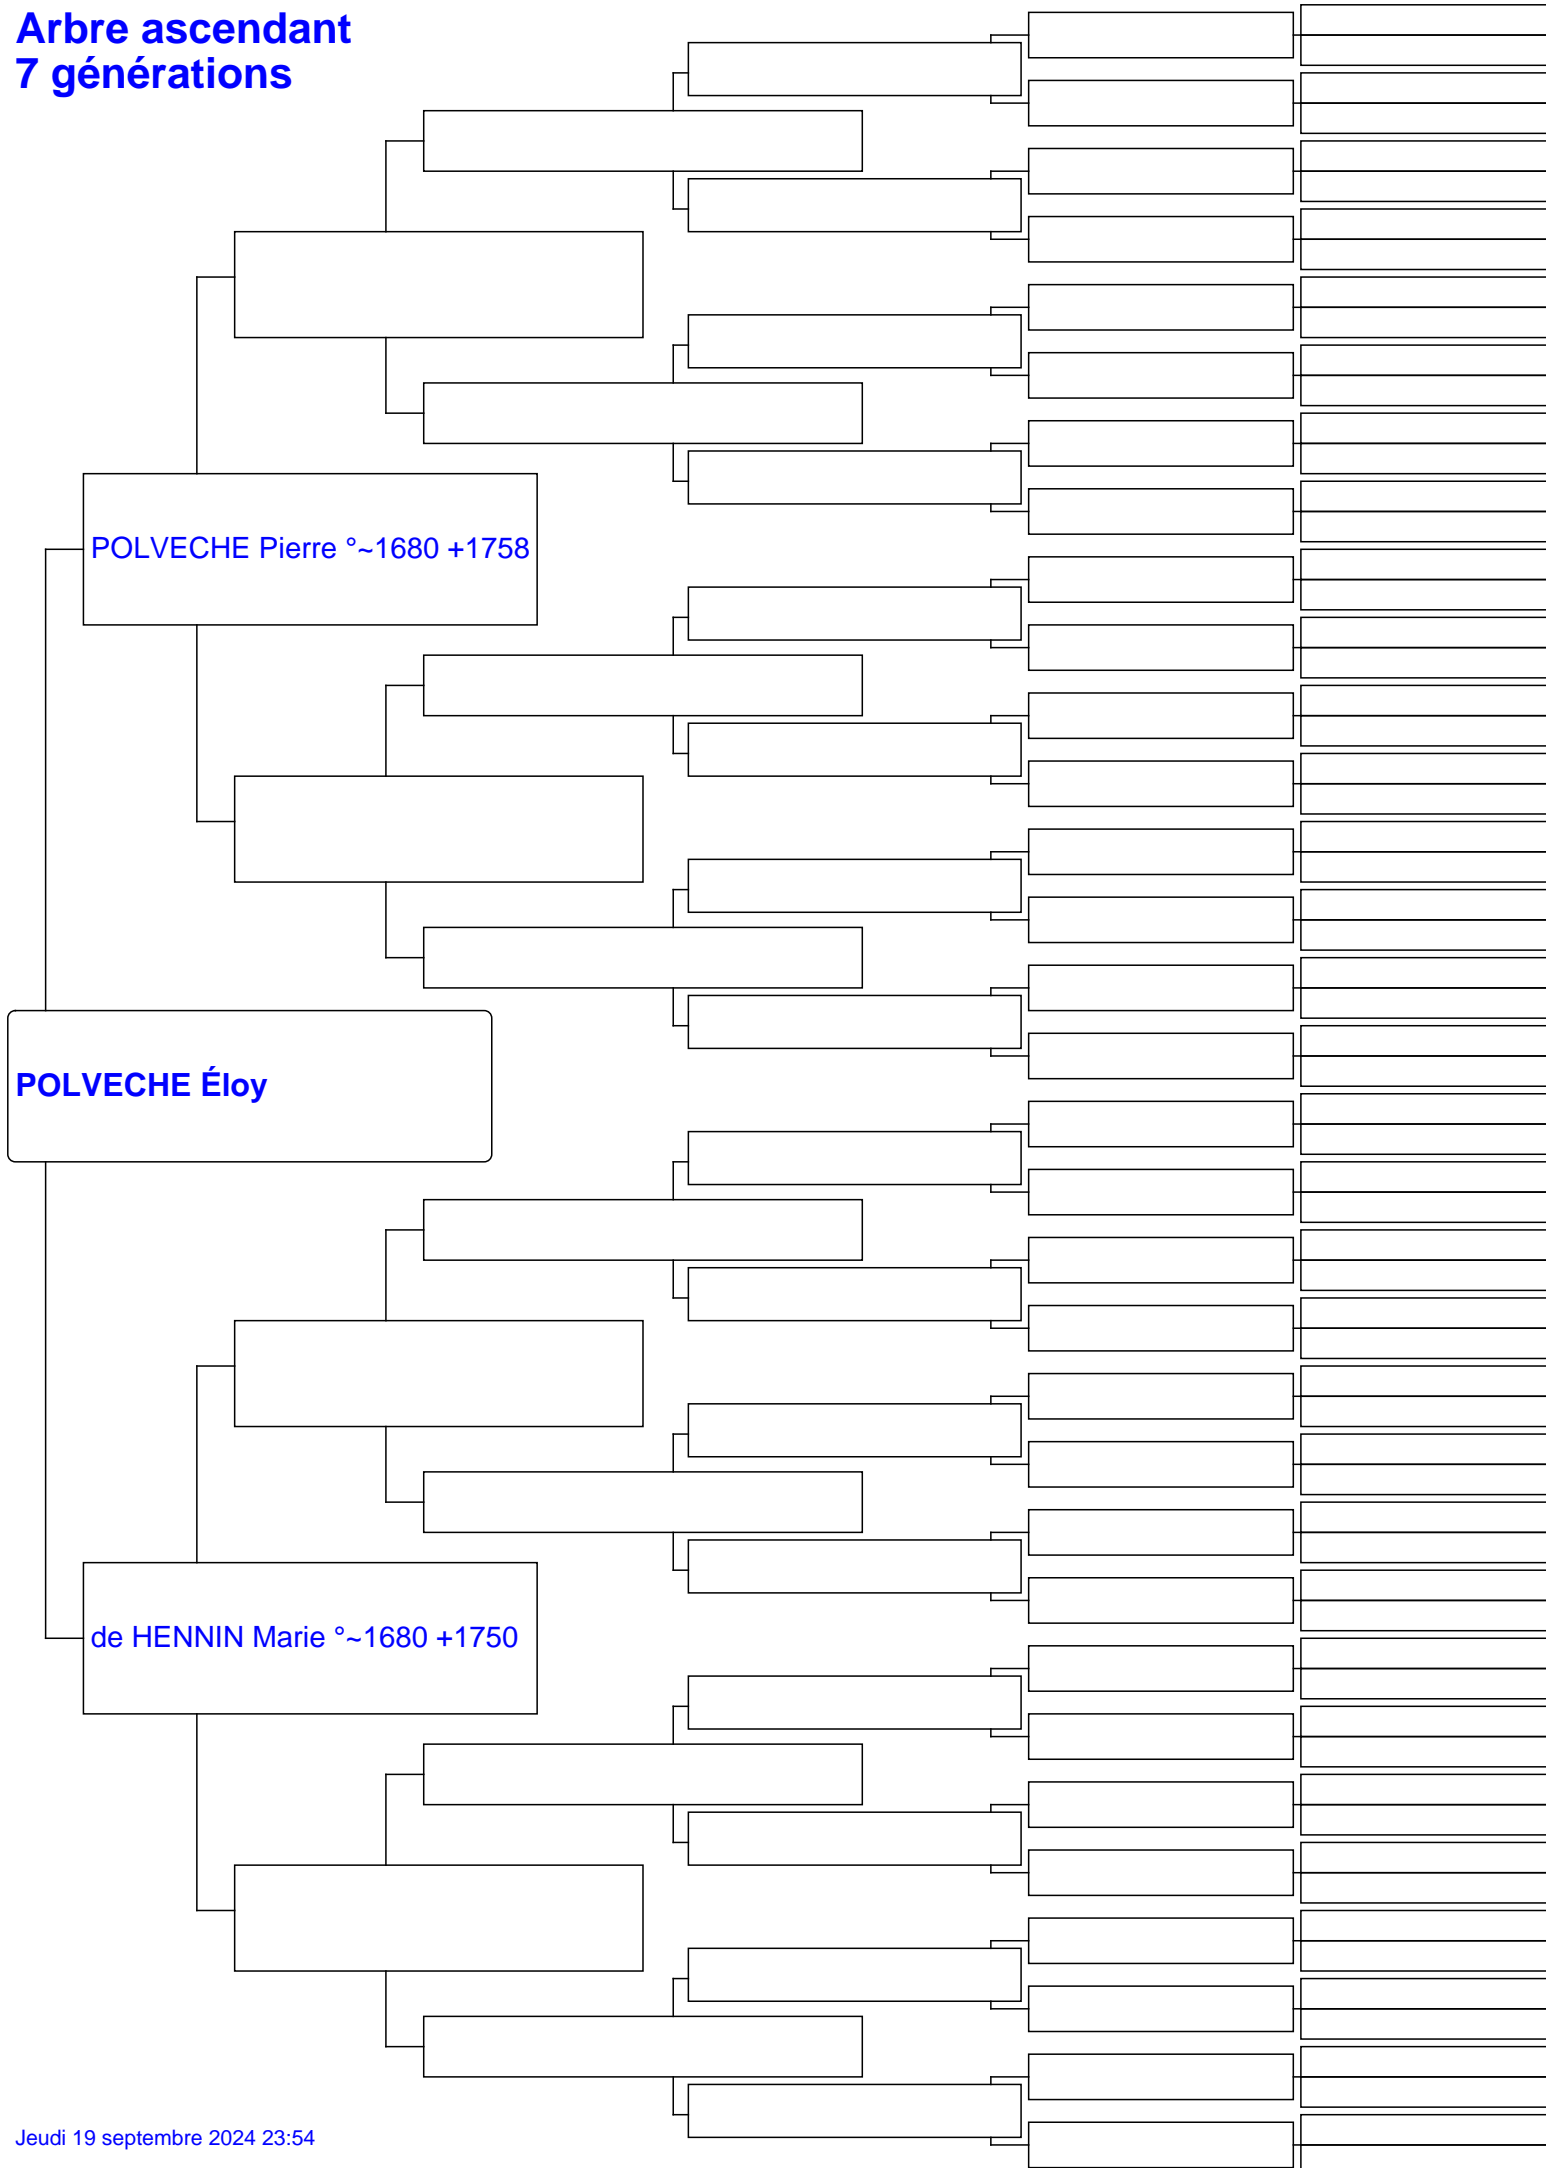 Arbre ascendant
7 générations
POLVECHE Pierre °~1680 +1758
POLVECHE Éloy
de HENNIN Marie °~1680 +1750
Jeudi 19 septembre 2024 23:54